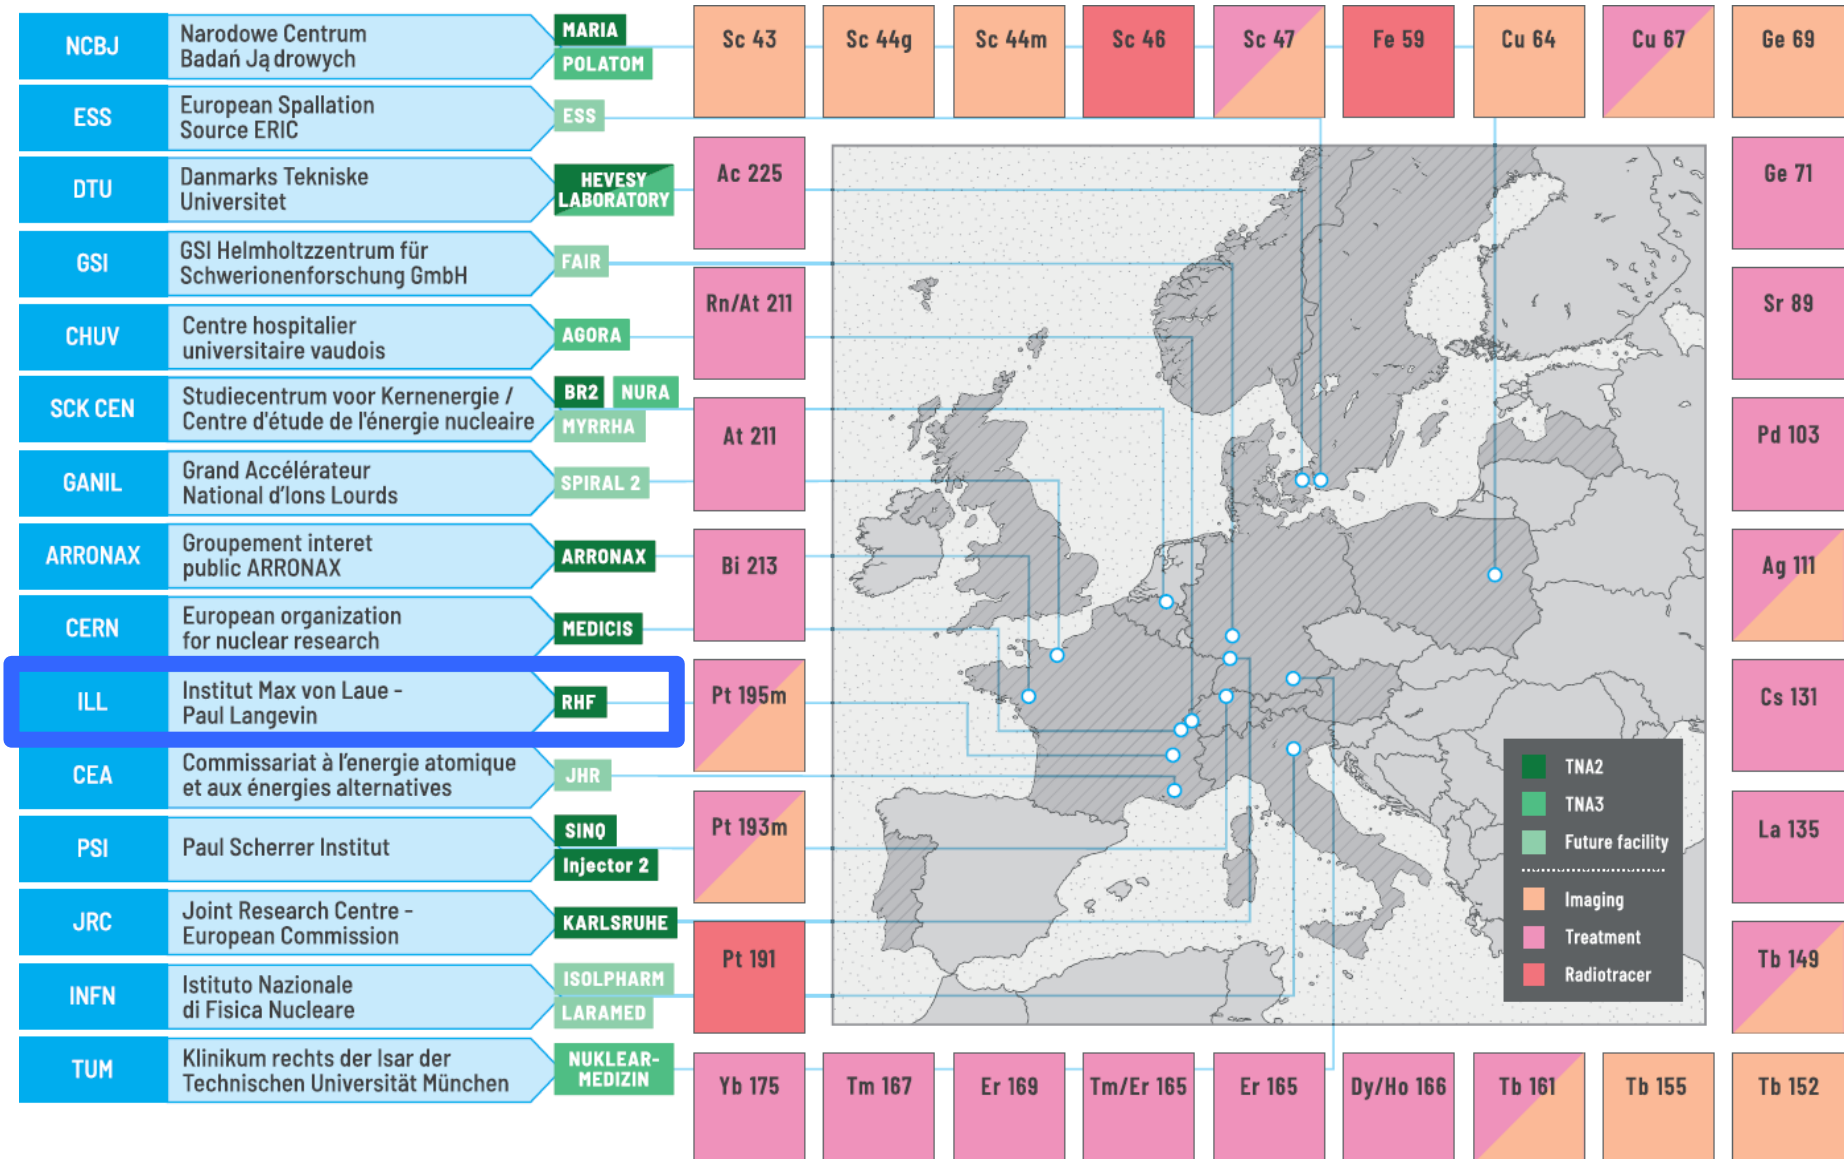 NCBJ
Narodowe Centrum
Badań Ją drowych
MARIA
POLATOM
ESS
European Spallation
Source ERIC
ESS
DTU
Danmarks Tekniske
Universitet
HEVESY
LABORATORY
GSI
GSI Helmholtzzentrum für
Schwerionenforschung GmbH
FAIR
CHUV
Centre hospitalier
universitaire vaudois
AGORA
SCK CEN
Studiecentrum voor Kernenergie /
Centre d'étude de l'énergie nucleaire
BR2
NURA
MYRRHA
GANIL
Grand Accélérateur
National d'Ions Lourds
SPIRAL 2
ARRONAX
Groupement interet
public ARRONAX
ARRONAX
CERN
European organization
for nuclear research
MEDICIS
ILL
Institut Max von Laue -
Paul Langevin
RHF
CEA
Commissariat à l'energie atomique
et aux énergies alternatives
JHR
PSI
Paul Scherrer Institut
SINQ
Injector 2
JRC
Joint Research Centre -
European Commission
KARLSRUHE
INFN
Istituto Nazionale
di Fisica Nucleare
ISOLPHARM
LARAMED
TUM
Klinikum rechts der Isar der
Technischen Universität München
NUKLEAR-
MEDIZIN
Sc 43
Sc 44g
Sc 44m
Sc 46
Sc 47
Fe 59
Cu 64
Cu 67
Ge 69
Ac 225
Rn/At 211
At 211
Bi 213
Pt 195m
Pt 193m
Pt 191
Ge 71
Sr 89
Pd 103
Ag 111
Cs 131
La 135
Tb 149
TNA2
TNA3
Future facility
Imaging
Treatment
Radiotracer
Yb 175
Tm 167
Er 169
Tm/Er 165
Er 165
Dy/Ho 166
Tb 161
Tb 155
Tb 152